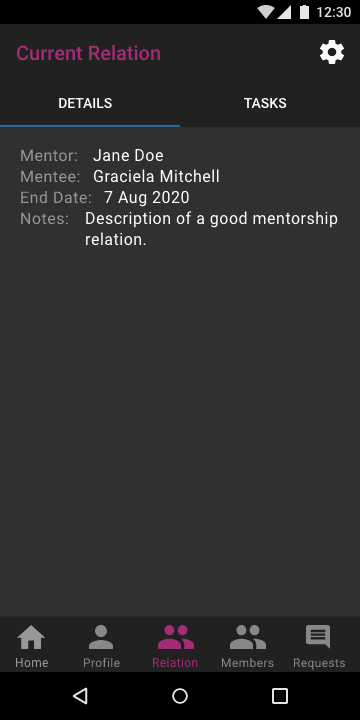 12:30
Current Relation
DETAILS TASKS
Mentor: Jane Doe
Mentee: Graciela Mitchell
End Date: 7 Aug 2020
Notes: Description of a good mentorship
relation.
Home Profile Relation Members Requests